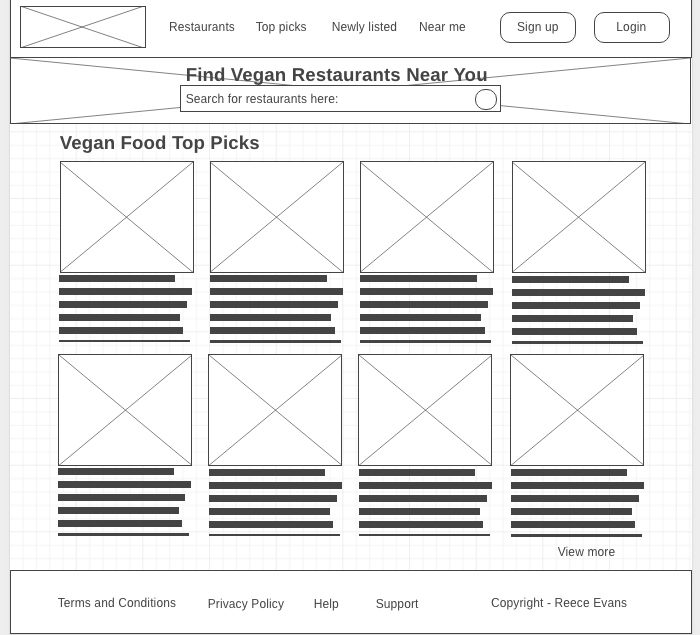 Restaurants Top picks Newly listed Near me Sign up Login
Find Vegan Restaurants Near You
Search for restaurants here:
Vegan Food Top Picks
View more
Terms and Conditions Privacy Policy Help Support Copyright - Reece Evans